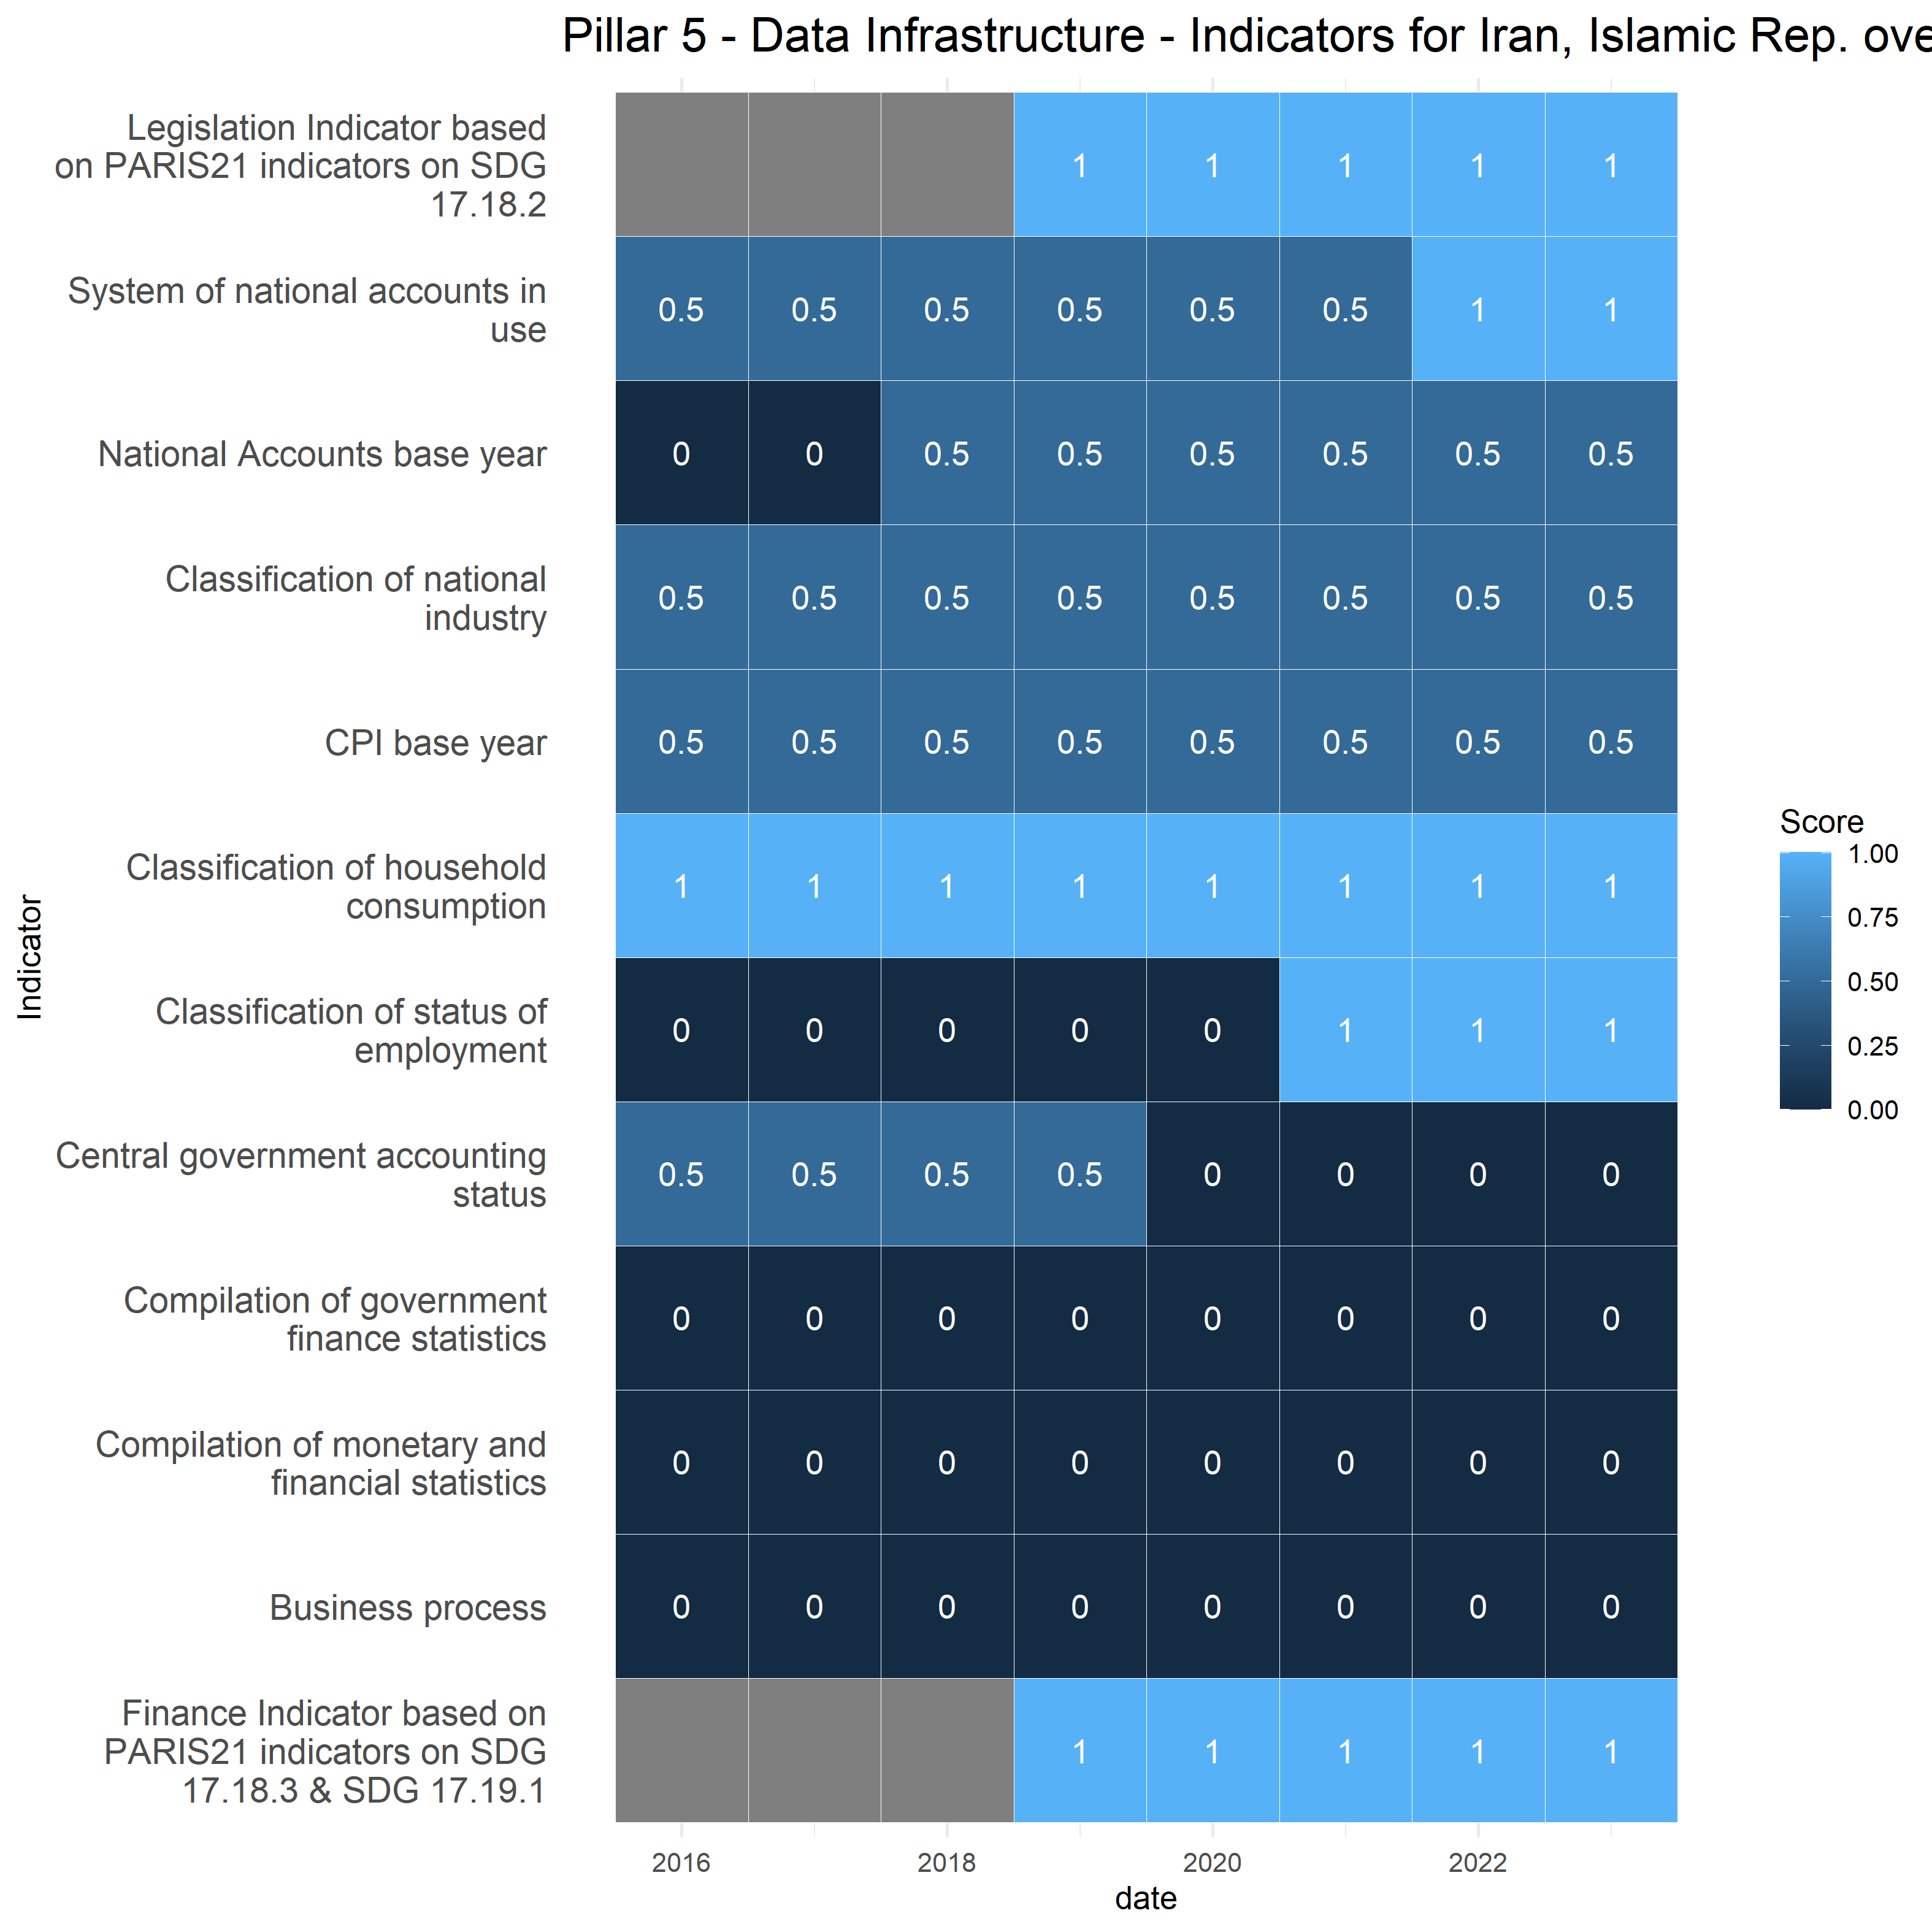 Pillar 5 - Data Infrastructure - Indicators for Iran, Islamic Rep. ove
Legislation Indicator based
on PARIS21 indicators on SDG
17.18.2
1 1 1 1 1
System of national accounts in
use
0.5 0.5 0.5 0.5 0.5 0.5 1 1
National Accounts base year
0 0 0.5 0.5 0.5 0.5 0.5 0.5
Classification of national
industry
0.5 0.5 0.5 0.5 0.5 0.5 0.5 0.5
CPI base year
0.5 0.5 0.5 0.5 0.5 0.5 0.5 0.5
Classification of household
consumption
1 1 1 1 1 1 1 1
Classification of status of
employment
0 0 0 0 0 1 1 1
Central government accounting
status
0.5 0.5 0.5 0.5 0 0 0 0
Compilation of government
finance statistics
0 0 0 0 0 0 0 0
Compilation of monetary and
financial statistics
0 0 0 0 0 0 0 0
Business process
0 0 0 0 0 0 0 0
Finance Indicator based on
PARIS21 indicators on SDG
17.18.3 & SDG 17.19.1
1 1 1 1 1
2016 2018 2020 2022
date
Indicator
Score
1.00
0.75
0.50
0.25
0.00